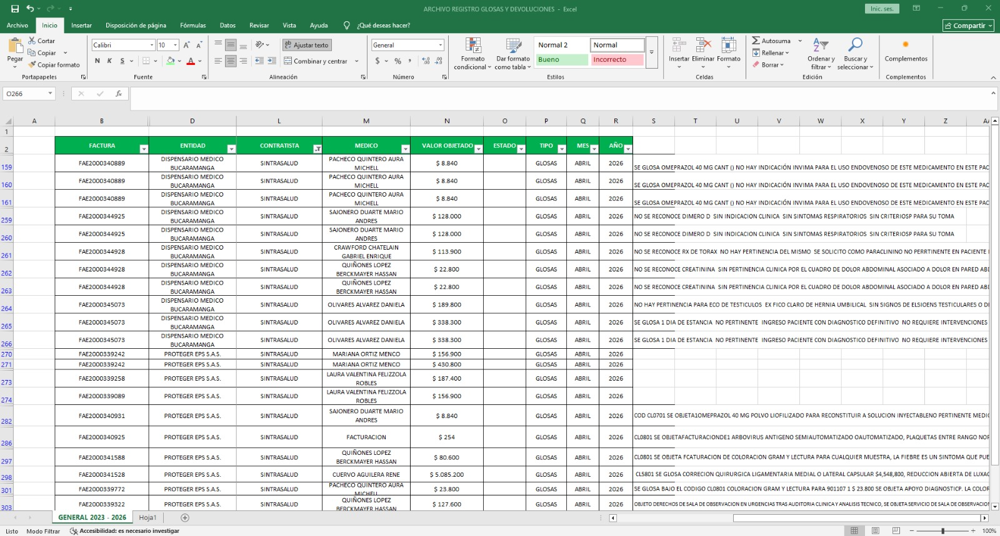 ARCHIVO REGISTRO GLOSAS Y DEVOLUCIONES - Excel
Inic. ses.
Archivo Inicio Insertar Disposición de página Fórmulas Datos Revisar Vista Ayuda ¿Qué deseas hacer? Compartir
Pegar Cortar Copiar Copiar formato
Calibri 10 N K S
Ajustar texto Combinar y centrar
General $ %
Formato condicional Dar formato como tabla
Normal 2 Normal Bueno Incorrecto
Insertar Eliminar Formato
Autosuma Rellenar Borrar
Ordenar y filtrar Buscar y seleccionar
Complementos
Portapapeles Fuente Alineación Número Estilos Celdas Edición Complementos
O266 fx
A B D L M N O P Q R S T U V W X Y Z
1
2 FACTURA ENTIDAD CONTRATISTA MEDICO VALOR OBJETADO ESTADO TIPO MES AÑO
159 FAE2000340889 DISPENSARIO MEDICO BUCARAMANGA SINTRASALUD PACHECO QUINTERO AURA MICHELL $ 8.840 GLOSAS ABRIL 2026 SE GLOSA OMEPRAZOL 40 MG CANT () NO HAY INDICACIÓN INVIMA PARA EL USO ENDOVENOSO DE ESTE MEDICAMENTO EN ESTE PAC
160 FAE2000340889 DISPENSARIO MEDICO BUCARAMANGA SINTRASALUD PACHECO QUINTERO AURA MICHELL $ 8.840 GLOSAS ABRIL 2026 SE GLOSA OMEPRAZOL 40 MG CANT () NO HAY INDICACIÓN INVIMA PARA EL USO ENDOVENOSO DE ESTE MEDICAMENTO EN ESTE PAC
161 FAE2000340889 DISPENSARIO MEDICO BUCARAMANGA SINTRASALUD PACHECO QUINTERO AURA MICHELL $ 8.840 GLOSAS ABRIL 2026 SE GLOSA OMEPRAZOL 40 MG CANT () NO HAY INDICACIÓN INVIMA PARA EL USO ENDOVENOSO DE ESTE MEDICAMENTO EN ESTE PAC
259 FAE2000344925 DISPENSARIO MEDICO BUCARAMANGA SINTRASALUD SAJONERO DUARTE MARIO ANDRES $ 128.000 GLOSAS ABRIL 2026 NO SE RECONOCE DIMERO D SIN INDICACION CLINICA SIN SINTOMAS RESPIRATORIOS SIN CRITERIOSP PARA SU TOMA
260 FAE2000344925 DISPENSARIO MEDICO BUCARAMANGA SINTRASALUD SAJONERO DUARTE MARIO ANDRES $ 128.000 GLOSAS ABRIL 2026 NO SE RECONOCE DIMERO D SIN INDICACION CLINICA SIN SINTOMAS RESPIRATORIOS SIN CRITERIOSP PARA SU TOMA
261 FAE2000344928 DISPENSARIO MEDICO BUCARAMANGA SINTRASALUD CRAWFORD CHATELAIN GABRIEL ENRIQUE $ 113.900 GLOSAS ABRIL 2026 NO SE RECONOCE RX DE TORAX NO HAY PERTINENCIA DEL MISMO SE SOLICITO COMO PARACLININO NO PERRTINENTE EN PACIENTE
262 FAE2000344928 DISPENSARIO MEDICO BUCARAMANGA SINTRASALUD QUIÑONES LOPEZ BERCKMAYER HASSAN $ 22.800 GLOSAS ABRIL 2026 NO SE RECONOCE CREATININA SIN PERTINENCIA CLINICA POR EL CUADRO DE DOLOR ABDOMINAL ASOCIADO A DOLOR EN PARED ABD
263 FAE2000344928 DISPENSARIO MEDICO BUCARAMANGA SINTRASALUD QUIÑONES LOPEZ BERCKMAYER HASSAN $ 22.800 GLOSAS ABRIL 2026 NO SE RECONOCE CREATININA SIN PERTINENCIA CLINICA POR EL CUADRO DE DOLOR ABDOMINAL ASOCIADO A DOLOR EN PARED ABD
264 FAE2000345073 DISPENSARIO MEDICO BUCARAMANGA SINTRASALUD OLIVARES ALVAREZ DANIELA $ 189.800 GLOSAS ABRIL 2026 NO HAY PERTINENCIA PARA ECO DE TESTICULOS EX FICO CLARO DE HERNIA UMBILICAL SIN SIGNOS DE ELSIOENS TESTICULARES O
265 FAE2000345073 DISPENSARIO MEDICO BUCARAMANGA SINTRASALUD OLIVARES ALVAREZ DANIELA $ 338.300 GLOSAS ABRIL 2026 SE GLOSA 1 DIA DE ESTANCIA NO PERTINENTE INGRESO PACIENTE CON DIAGNOSTICO DEFINITIVO NO REQUIERE INTERVENCIONES
266 FAE2000345073 DISPENSARIO MEDICO BUCARAMANGA SINTRASALUD OLIVARES ALVAREZ DANIELA $ 338.300 GLOSAS ABRIL 2026 SE GLOSA 1 DIA DE ESTANCIA NO PERTINENTE INGRESO PACIENTE CON DIAGNOSTICO DEFINITIVO NO REQUIERE INTERVENCIONES
270 FAE2000339242 PROTEGER EPS S.A.S. SINTRASALUD MARIANA ORTIZ MENCO $ 156.900 GLOSAS ABRIL 2026
271 FAE2000339242 PROTEGER EPS S.A.S. SINTRASALUD MARIANA ORTIZ MENCO $ 430.800 GLOSAS ABRIL 2026
273 FAE2000339258 PROTEGER EPS S.A.S. SINTRASALUD LAURA VALENTINA FELIZZOLA ROBLES $ 187.400 GLOSAS ABRIL 2026
274 FAE2000339089 PROTEGER EPS S.A.S. SINTRASALUD LAURA VALENTINA FELIZZOLA ROBLES $ 156.900 GLOSAS ABRIL 2026
282 FAE2000340931 PROTEGER EPS S.A.S. SINTRASALUD SAJONERO DUARTE MARIO ANDRES $ 8.840 GLOSAS ABRIL 2026 COD CL0701 SE OBJETA1OMEPRAZOL 40 MG POLVO LIOFILIZADO PARA RECONSTITUIR A SOLUCION INYECTABLENO PERTINENTE MEDIC
286 FAE2000340925 PROTEGER EPS S.A.S. SINTRASALUD FACTURACION $ 254 GLOSAS ABRIL 2026 CL0801 SE OBJETAFACTURACIONDE1 ARBOVIRUS ANTIGENO SEMIAUTOMATIZADO OAUTOMATIZADO, PLAQUETAS ENTRE RANGO NOR
297 FAE2000341588 PROTEGER EPS S.A.S. SINTRASALUD QUIÑONES LOPEZ BERCKMAYER HASSAN $ 80.600 GLOSAS ABRIL 2026 CL0801 SE OBJETA FCATURACION DE COLORACION GRAM Y LECTURA PARA CUALQUIER MUESTRA, LA FIEBRE ES UN SINTOMA QUE PUE
298 FAE2000341528 PROTEGER EPS S.A.S. SINTRASALUD CUERVO AGUILERA RENE $ 5.085.200 GLOSAS ABRIL 2026 CL5801 SE GLOSA CORRECION QUIRURGICA LIGAMENTARIA MEDIAL O LATERAL CAPSULAR $4,548,800, REDUCCION ABIERTA DE LUXAC
301 FAE2000339772 PROTEGER EPS S.A.S. SINTRASALUD PACHECO QUINTERO AURA MICHELL $ 23.800 GLOSAS ABRIL 2026 SE GLOSA BAJO EL CODIGO CL0801 COLORACION GRAM Y LECTURA PARA 901107 1 $ 23.800 SE OBJETA APOYO DIAGNOSTICP. LA COLOR
303 FAE2000339322 PROTEGER EPS S.A.S. SINTRASALUD QUIÑONES LOPEZ BERCKMAYER HASSAN $ 127.600 GLOSAS ABRIL 2026 OBJETO DERECHOS DE SALA DE OBSERVACION EN URGENCIAS TRAS AUDITORIA CLINICA Y ANALISIS TECNICO, SE OBJETA SERVICIO DE SALA DE OBSERVACION
GENERAL 2023 - 2026 Hoja1
Listo Modo Filtrar Accesibilidad: es necesario investigar 100%